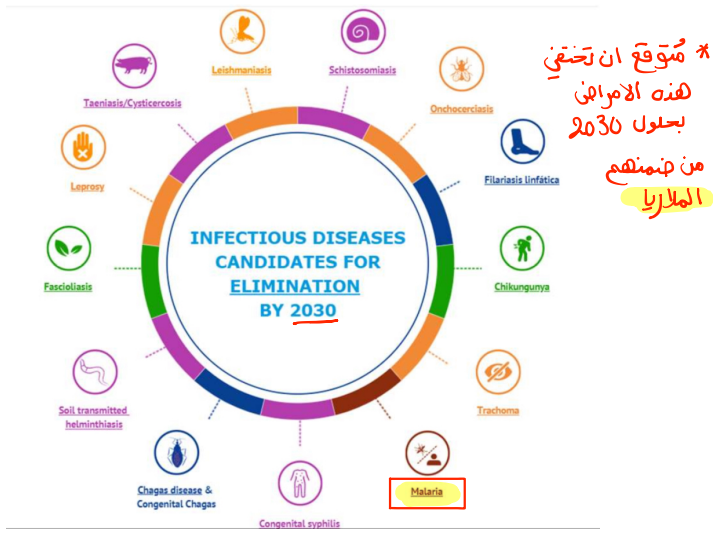 Leishmaniasis
Schistosomiasis
Taeniasis/Cysticercosis
Onchocerciasis
Leprosy
Filariasis linfática
INFECTIOUS DISEASES
CANDIDATES FOR
ELIMINATION
BY 2030
Fascioliasis
Chikungunya
Soil transmitted
helminthiasis
Trachoma
Chagas disease &
Congenital Chagas
Congenital syphilis
Malaria
* مُتوقع ان تختفي
هذه الامراض
بحلول 2030
من ضمنهم
الملاريا